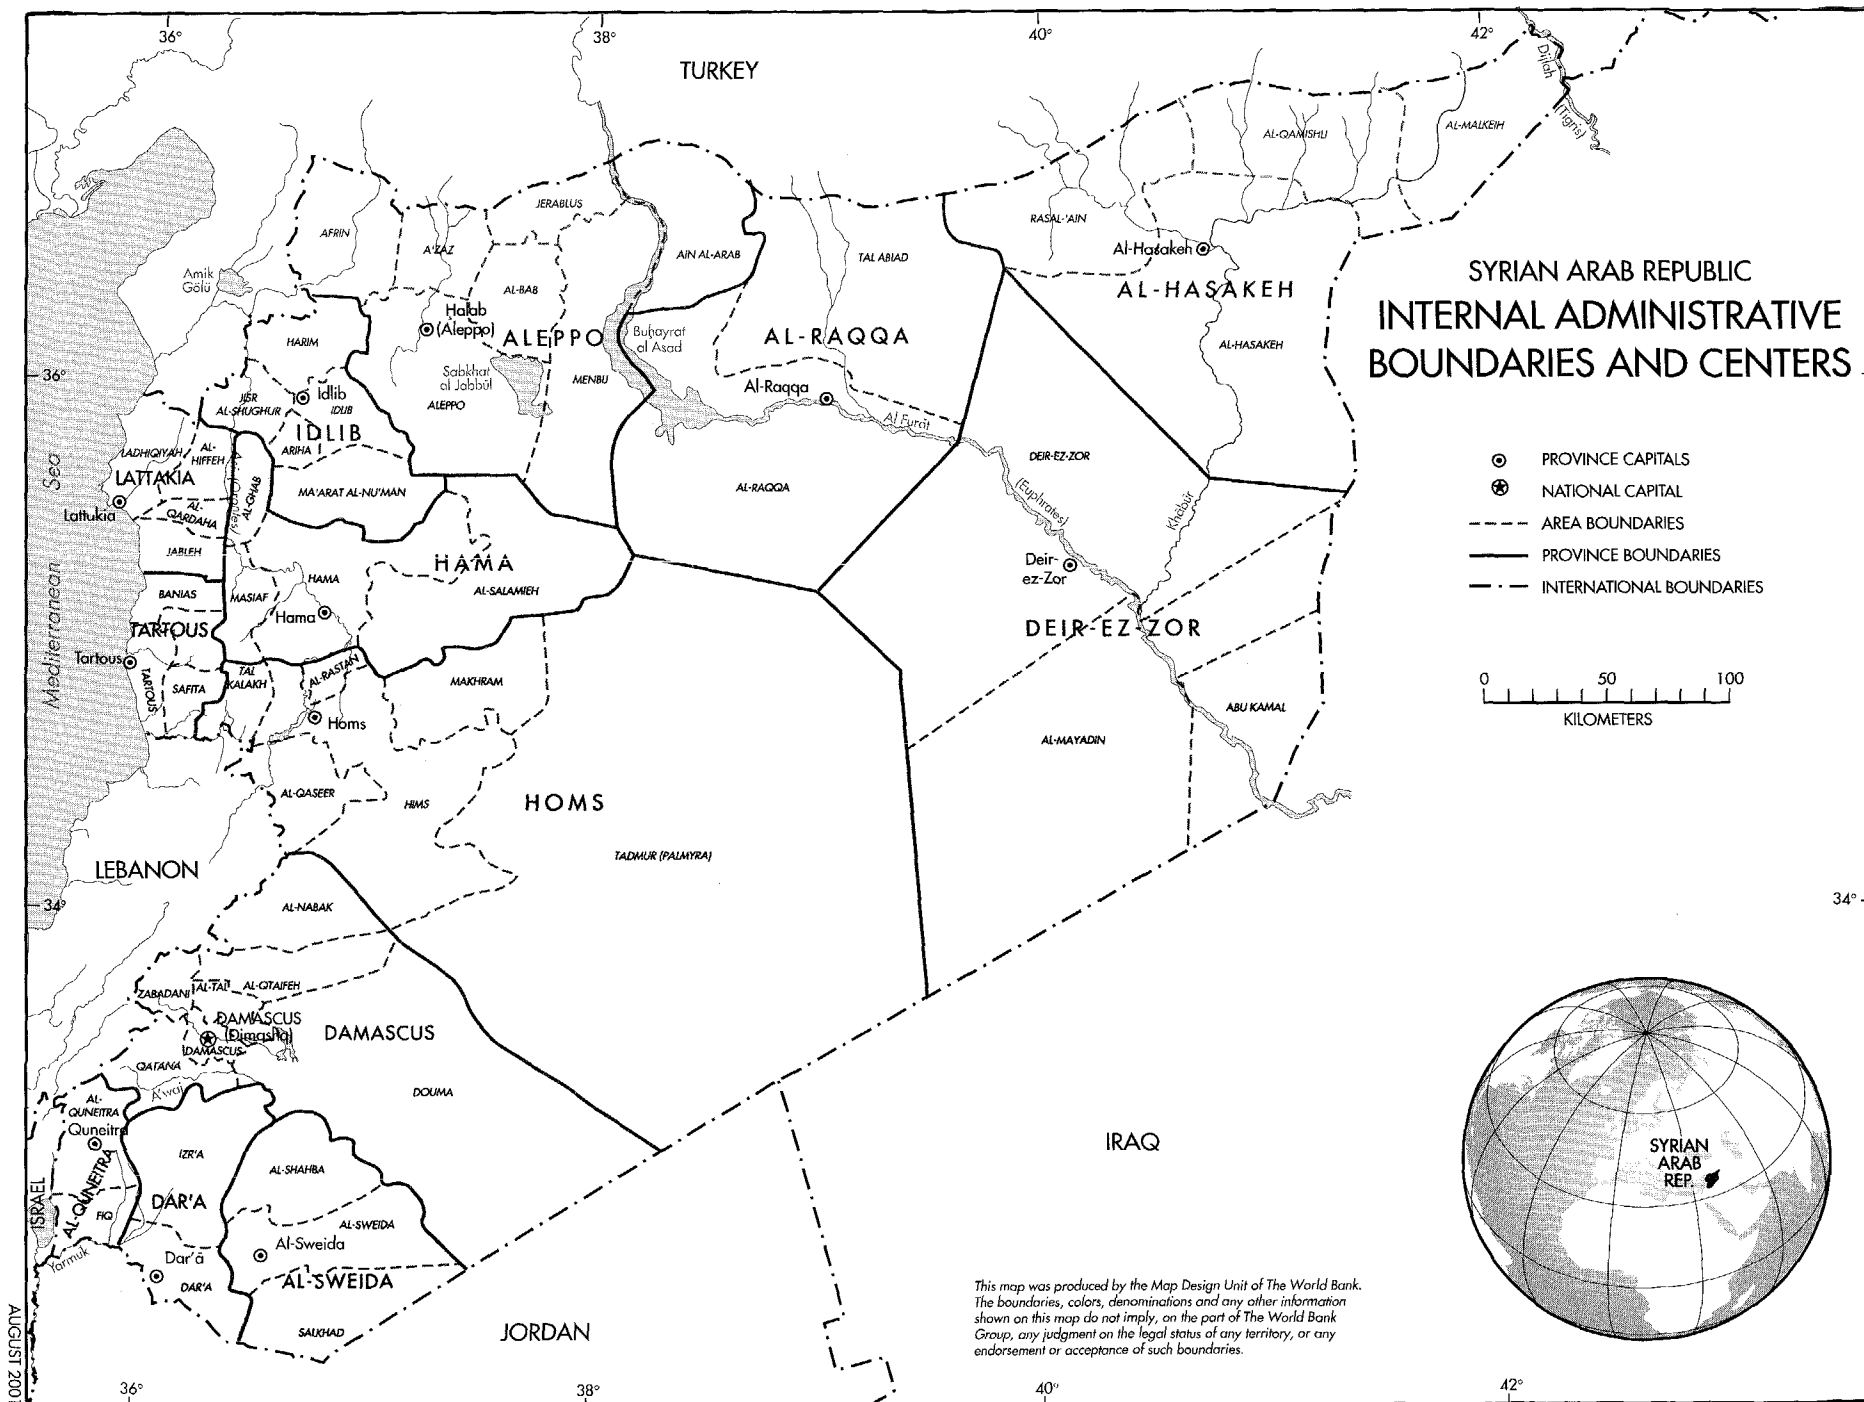 36°
38°
40°
42°
TURKEY
Dijlah
(Tigris)
AL-QAMISHLI
AL-MALKEIH
JERABLUS
AFRIN
A'ZAZ
AIN AL-ARAB
TAL ABIAD
RASAL-'AIN
Al-Hasakeh
AL-HASAKEH
AL-HASAKEH
Amik
Gölü
AL-BAB
Halab
(Aleppo)
ALEPPO
Buhayrat
al Asad
AL-RAQQA
SYRIAN ARAB REPUBLIC
INTERNAL ADMINISTRATIVE
BOUNDARIES AND CENTERS
HARIM
Sabkhat
al Jabbūl
MENBIJ
ALEPPO
Al-Raqqa
Al Furāt
36°
JISR
AL-SHUGHUR
Idlib
IDLIB
IDLIB
ARIHA
LADHIQIYAH
AL-
HIFFEH
LATTAKIA
AL-GHAB
MA'ARAT AL-NU'MAN
AL-RAQQA
DEIR-EZ-ZOR
(Euphrates)
Khābūr
Lattukia
AL-
QARDAHA
JABLEH
HAMA
HAMA
AL-SALAMIEH
Deir-
ez-Zor
BANIAS
MASIAF
Hama
TARTOUS
DEIR-EZ-ZOR
Tartous
TARTOUS
SAFITA
TAL
KALAKH
AL-RASTAN
MAKHRAM
Homs
ABU KAMAL
AL-MAYADIN
Mediterranean Sea
PROVINCE CAPITALS
NATIONAL CAPITAL
AREA BOUNDARIES
PROVINCE BOUNDARIES
INTERNATIONAL BOUNDARIES
0 50 100
KILOMETERS
AL-QASEER
HIMS
HOMS
TADMUR (PALMYRA)
LEBANON
34°
34°
AL-NABAK
ZABADANI
AL-TAL
AL-QTAIFEH
DAMASCUS
(Dimashq)
DAMASCUS
DAMASCUS
QATANA
A'waj
DOUMA
AL-
QUNEITRA
Quneitra
AL-QUNEITRA
IZR'A
AL-SHAHBA
DAR'A
FIQ
ISRAEL
Yarmuk
AL-SWEIDA
Al-Sweida
Dar'ā
DAR'A
AL-SWEIDA
SALKHAD
JORDAN
IRAQ
SYRIAN
ARAB
REP.
This map was produced by the Map Design Unit of The World Bank.
The boundaries, colors, denominations and any other information
shown on this map do not imply, on the part of The World Bank
Group, any judgment on the legal status of any territory, or any
endorsement or acceptance of such boundaries.
36°
38°
40°
42°